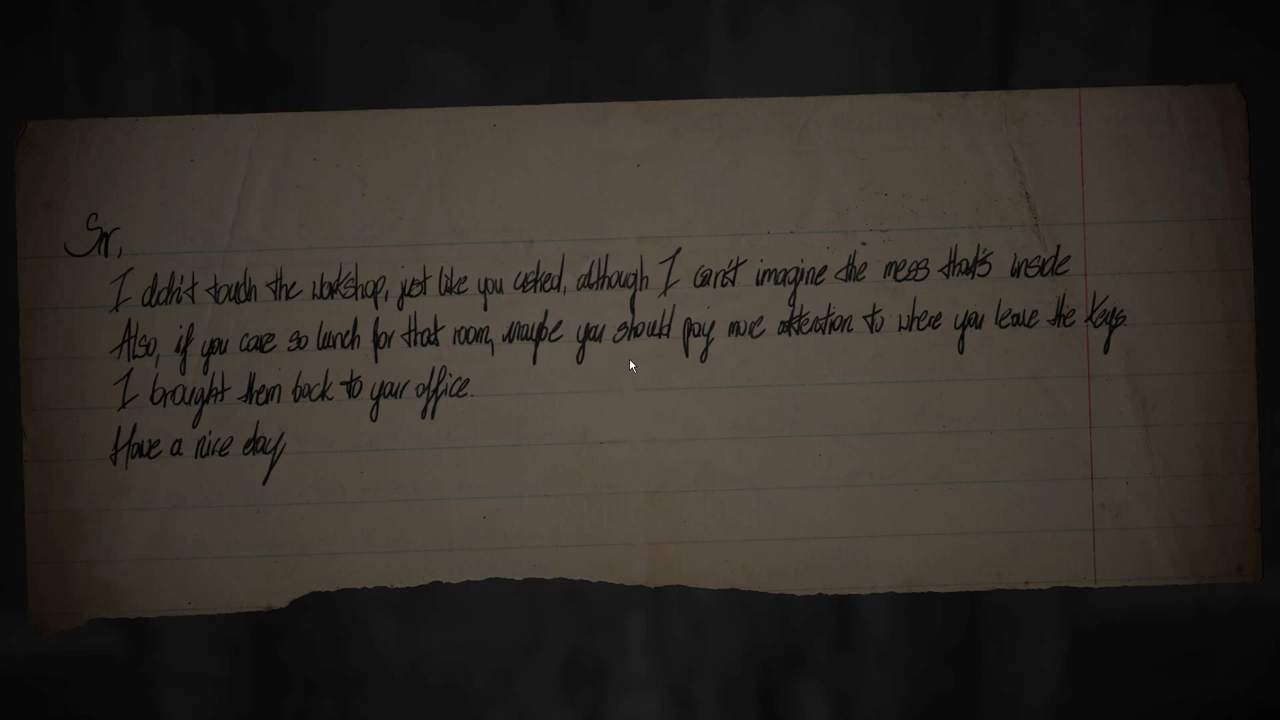 Sir,
I didn't touch the workshop, just like you asked, although I can't imagine the mess that's inside
Also, if you care so much for that room, maybe you should pay more attention to where you leave the keys.
I brought them back to your office.
Have a nice day